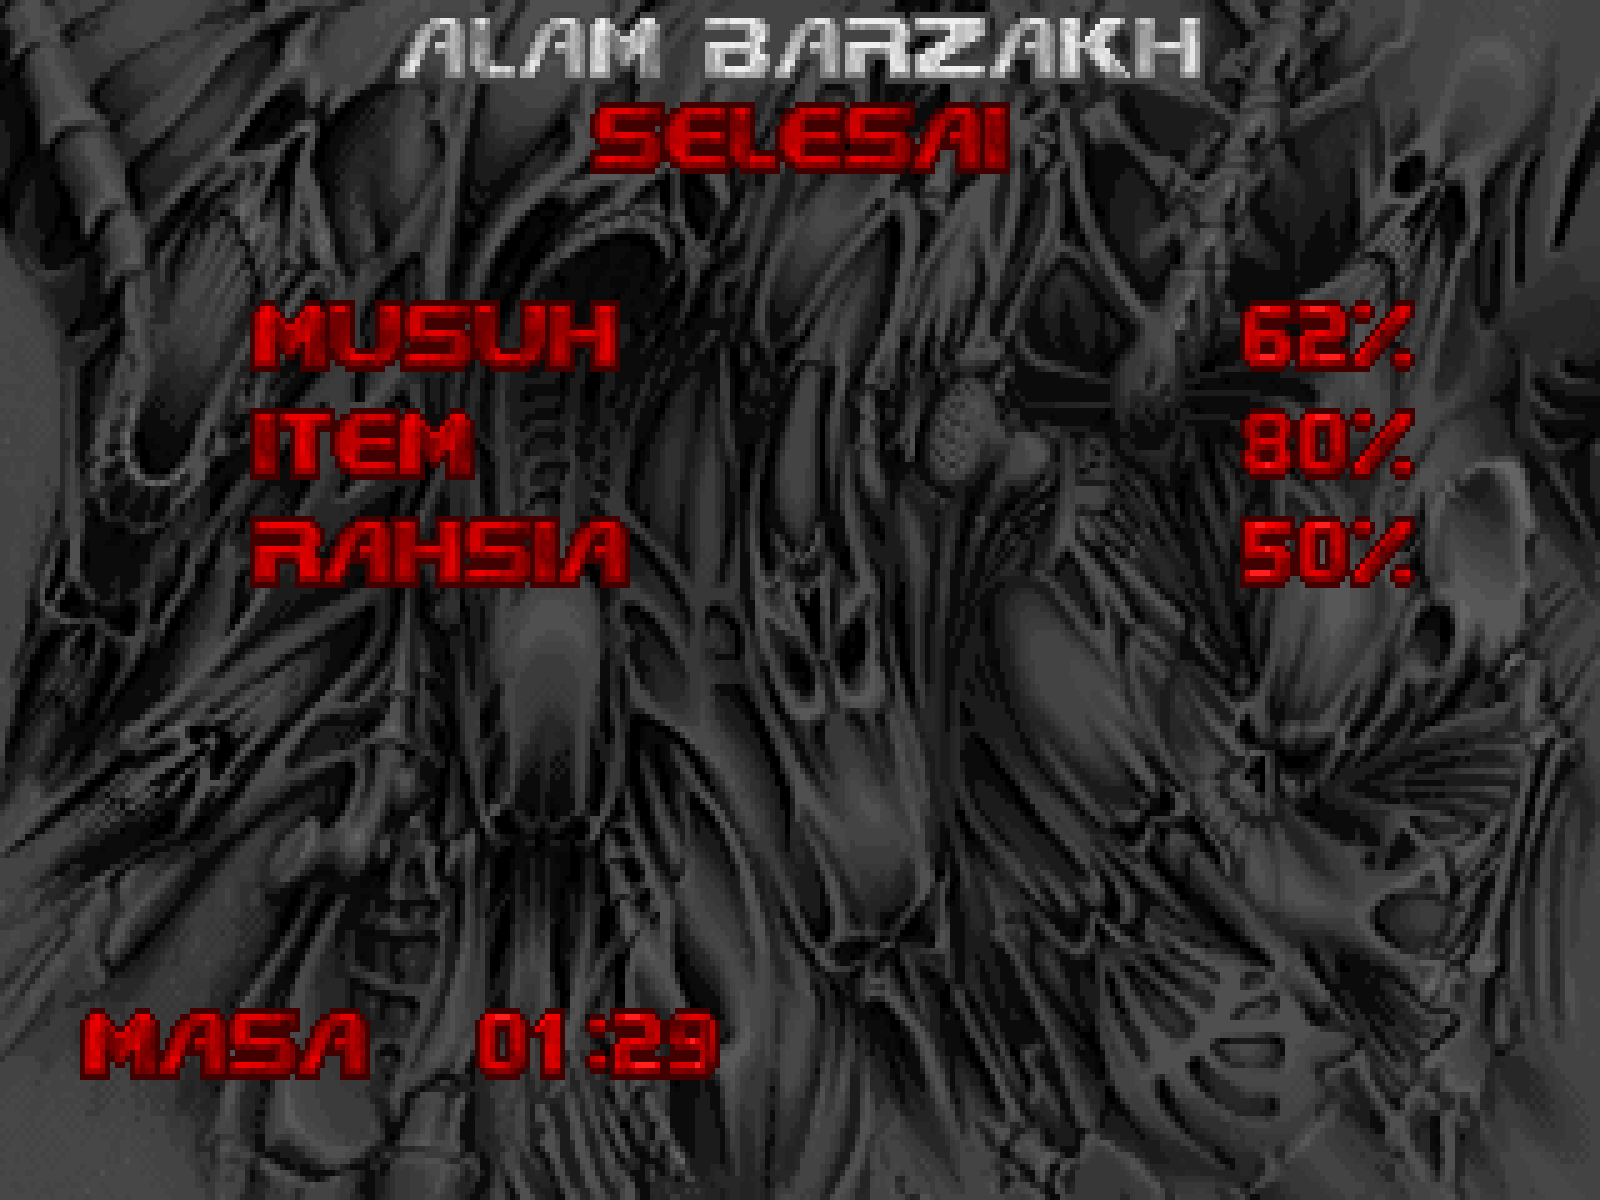 ALAM BARZAKH
SELESAI
MUSUH 62%
ITEM 80%
RAHSIA 50%
MASA 01:29